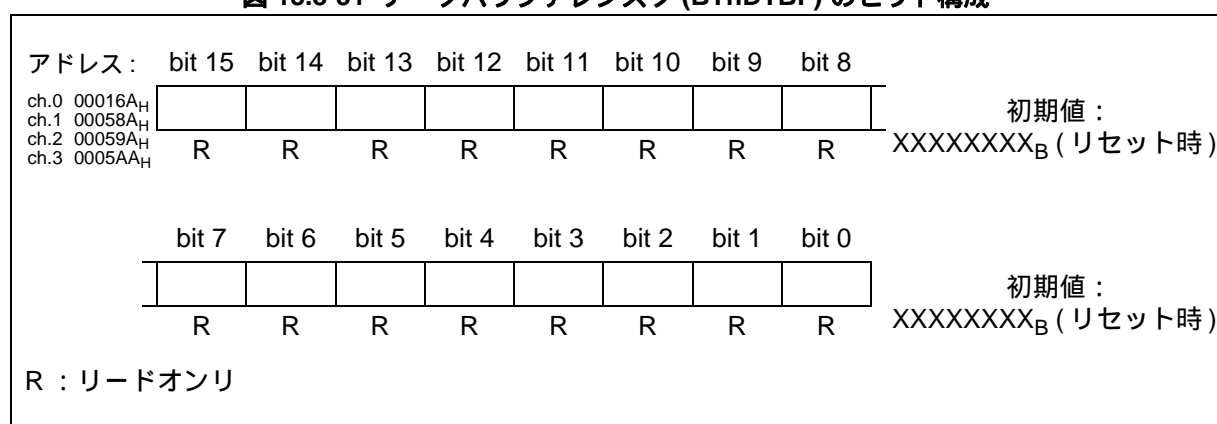 アドレス： bit 15 bit 14 bit 13 bit 12 bit 11 bit 10 bit 9 bit 8
ch.0 00016AH
ch.1 00058AH
ch.2 00059AH
ch.3 0005AAH
初期値：
R R R R R R R R XXXXXXXXB ( リセット時 )
bit 7 bit 6 bit 5 bit 4 bit 3 bit 2 bit 1 bit 0
初期値：
R R R R R R R R XXXXXXXXB ( リセット時 )
R ：リードオンリ